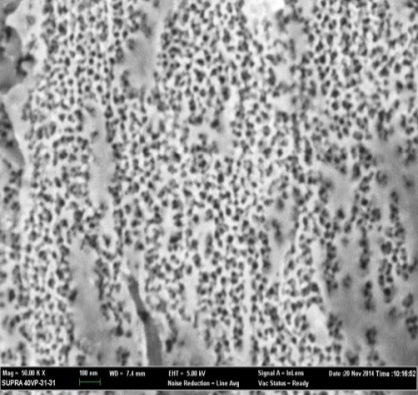 Mag = 50.00 K X 100 nm WD = 7.4 mm EHT = 5.00 kV Signal A = InLens Date :20 Nov 2014 Time :10:16:52
SUPRA 40VP-31-31 Noise Reduction = Line Avg Vac Status = Ready